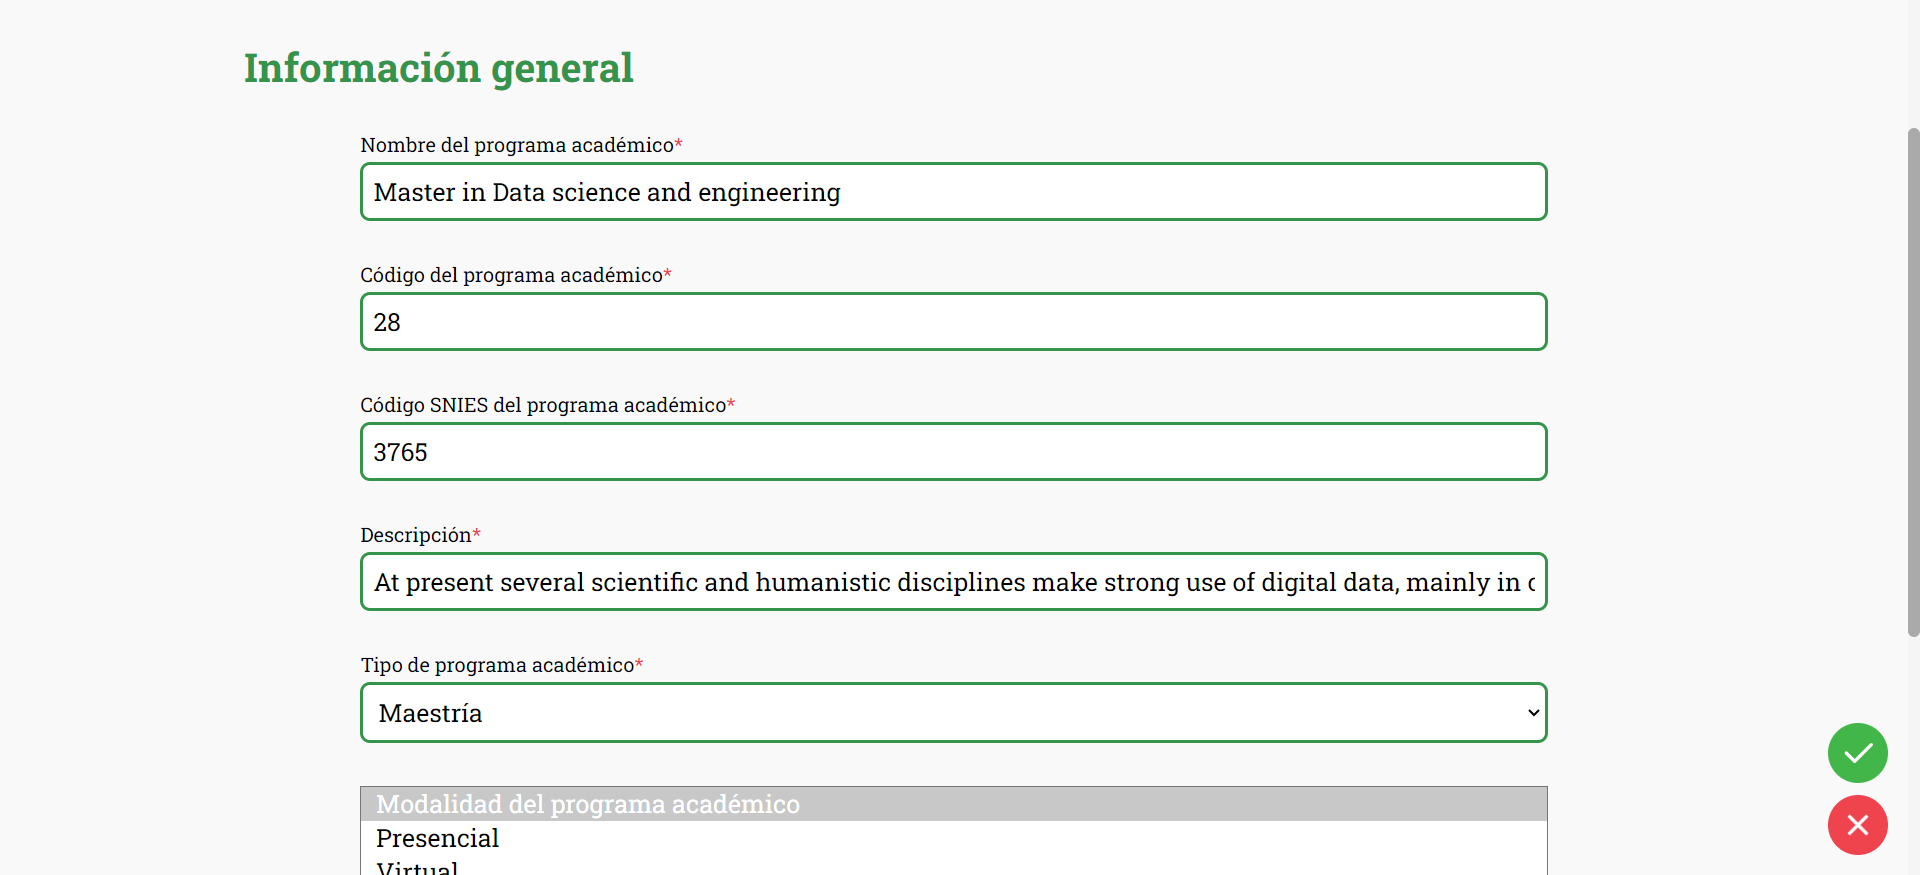 Información general
Nombre del programa académico*
Master in Data science and engineering
Código del programa académico*
28
Código SNIES del programa académico*
3765
Descripción*
At present several scientific and humanistic disciplines make strong use of digital data, mainly in
Tipo de programa académico*
Maestría
Modalidad del programa académico
Presencial
Virtual